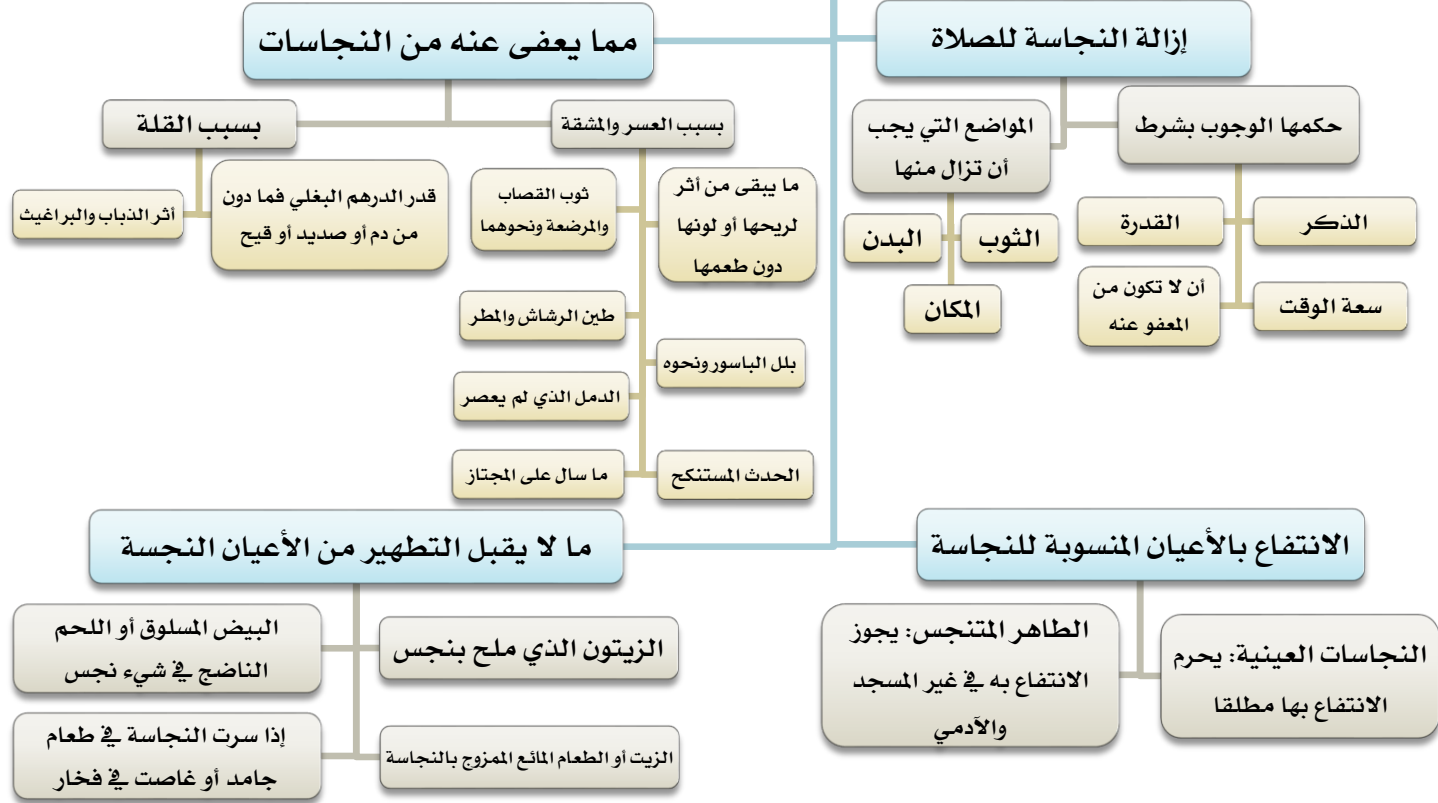 إزالة النجاسة للصلاة
حكمها الوجوب بشرط
الذكر
القدرة
سعة الوقت
أن لا تكون من
المعفو عنه
المواضع التي يجب
أن تزال منها
الثوب
البدن
المكان
مما يعفى عنه من النجاسات
بسبب العسر والمشقة
ما يبقى من أثر
لريحها أو لونها
دون طعمها
ثوب القصاب
والمرضعة ونحوهما
طين الرشاش والمطر
بلل الباسور ونحوه
الدمل الذي لم يعصر
الحدث المستنكح
ما سال على المجتاز
بسبب القلة
قدر الدرهم البغلي فما دون
من دم أو صديد أو قيح
أثر الذباب والبراغيث
الانتفاع بالأعيان المنسوبة للنجاسة
النجاسات العينية: يحرم
الانتفاع بها مطلقا
الطاهر المتنجس: يجوز
الانتفاع به في غير المسجد
والآدمي
ما لا يقبل التطهير من الأعيان النجسة
الزيتون الذي ملح بنجس
البيض المسلوق أو اللحم
الناضج في شيء نجس
الزيت أو الطعام المائع الممزوج بالنجاسة
إذا سرت النجاسة في طعام
جامد أو غاصت في فخار